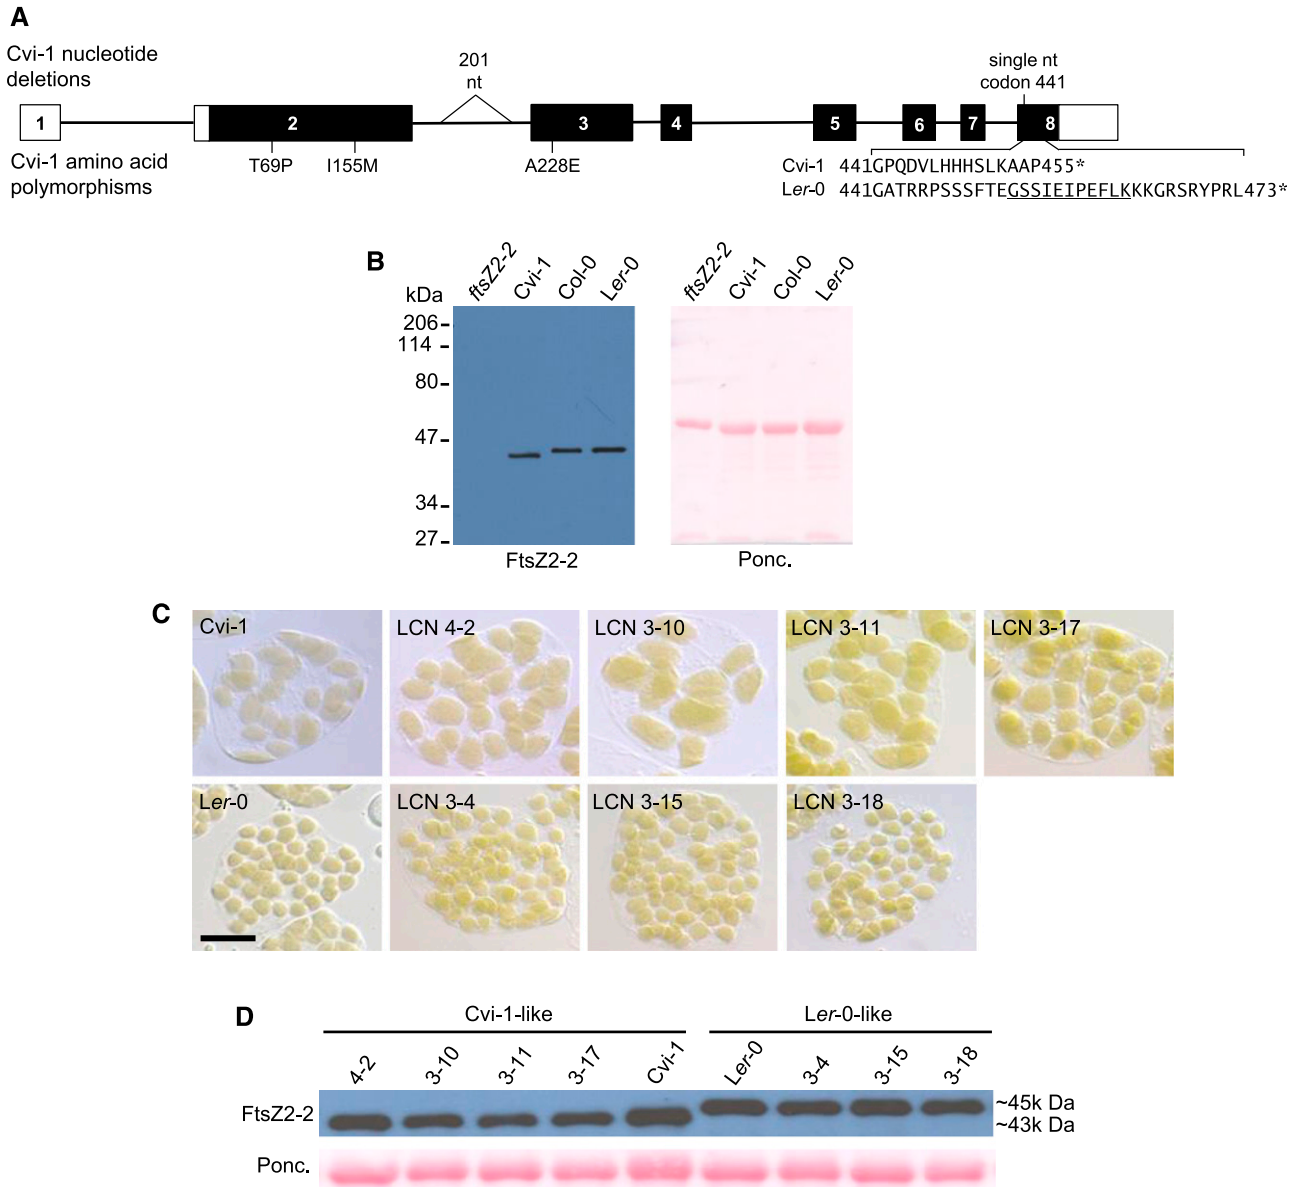 A
Cvi-1 nucleotide
deletions
201
nt
single nt
codon 441
1
2
3
4
5
6
7
8
Cvi-1 amino acid
polymorphisms
T69P
I155M
A228E
Cvi-1 441GPQDVLHHHSLKAAP455*
Ler-0 441GATRRPSSSFTEGSSIEIPEFLKKKGRSRYPRL473*
B
kDa
ftsZ2-2
Cvi-1
Col-0
Ler-0
ftsZ2-2
Cvi-1
Col-0
Ler-0
206
114
80
47
34
27
FtsZ2-2
Ponc.
C
Cvi-1
LCN 4-2
LCN 3-10
LCN 3-11
LCN 3-17
Ler-0
LCN 3-4
LCN 3-15
LCN 3-18
D
Cvi-1-like
Ler-0-like
4-2
3-10
3-11
3-17
Cvi-1
Ler-0
3-4
3-15
3-18
FtsZ2-2
~45k Da
~43k Da
Ponc.